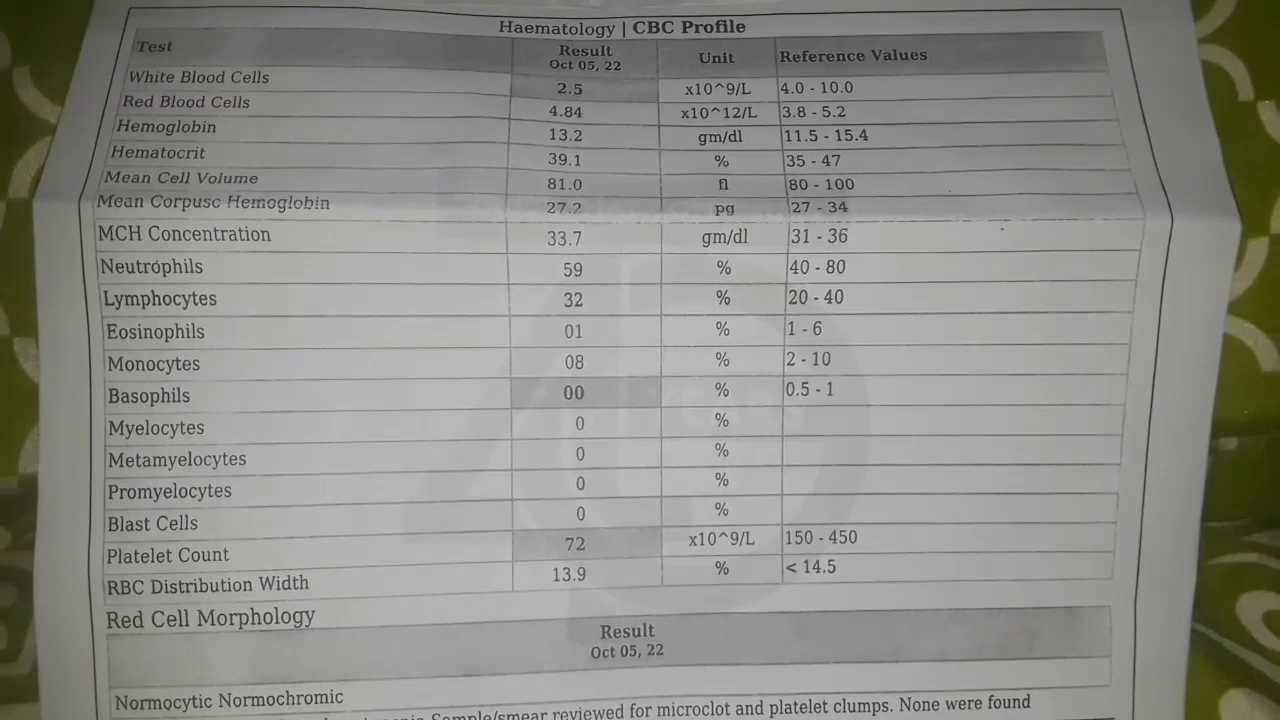 Haematology | CBC Profile
Test Result Oct 05, 22 Unit Reference Values
White Blood Cells 2.5 x10^9/L 4.0 - 10.0
Red Blood Cells 4.84 x10^12/L 3.8 - 5.2
Hemoglobin 13.2 gm/dl 11.5 - 15.4
Hematocrit 39.1 % 35 - 47
Mean Cell Volume 81.0 fl 80 - 100
Mean Corpusc Hemoglobin 27.2 pg 27 - 34
MCH Concentration 33.7 gm/dl 31 - 36
Neutrophils 59 % 40 - 80
Lymphocytes 32 % 20 - 40
Eosinophils 01 % 1 - 6
Monocytes 08 % 2 - 10
Basophils 00 % 0.5 - 1
Myelocytes 0 %
Metamyelocytes 0 %
Promyelocytes 0 %
Blast Cells 0 %
Platelet Count 72 x10^9/L 150 - 450
RBC Distribution Width 13.9 % < 14.5
Red Cell Morphology
Result
Oct 05, 22
Normocytic Normochromic
Sample/smear reviewed for microclot and platelet clumps. None were found